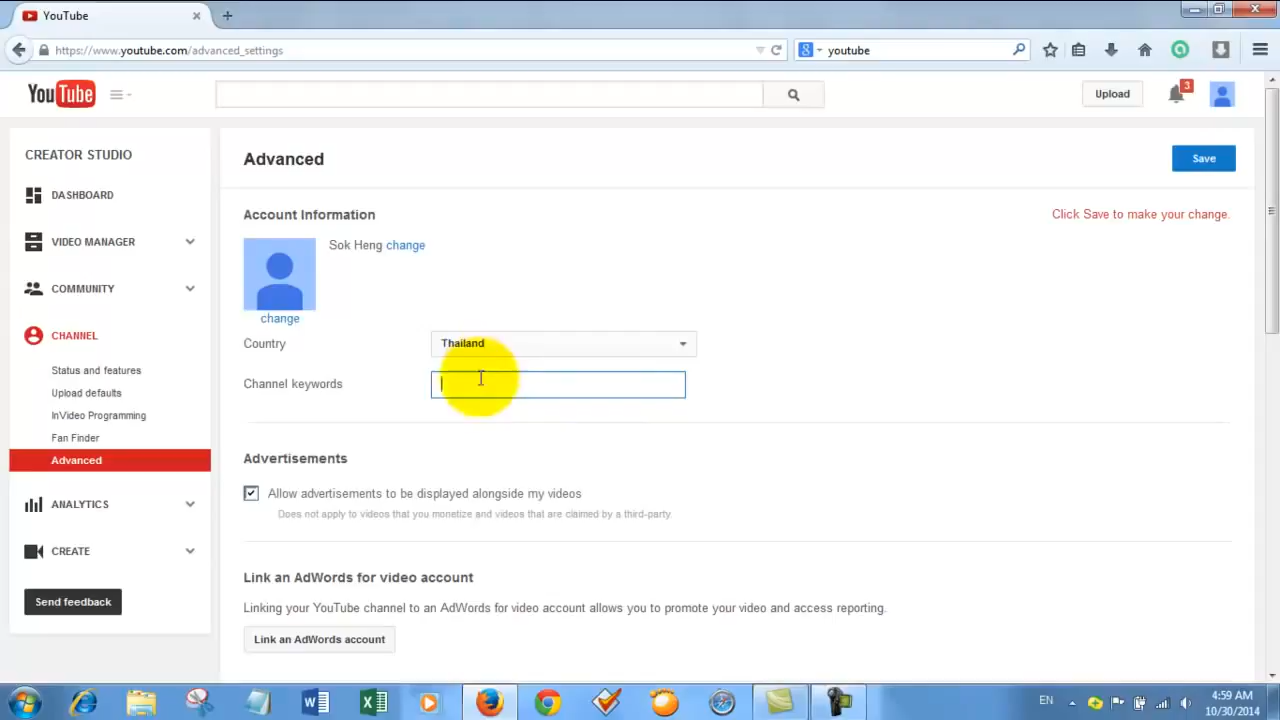 YouTube
https://www.youtube.com/advanced_settings
youtube
YouTube
Upload
3
CREATOR STUDIO
DASHBOARD
VIDEO MANAGER
COMMUNITY
CHANNEL
Status and features
Upload defaults
InVideo Programming
Fan Finder
Advanced
ANALYTICS
CREATE
Send feedback
Advanced
Save
Account Information
Click Save to make your change.
Sok Heng change
change
Country
Thailand
Channel keywords
Advertisements
Allow advertisements to be displayed alongside my videos
Does not apply to videos that you monetize and videos that are claimed by a third-party.
Link an AdWords for video account
Linking your YouTube channel to an AdWords for video account allows you to promote your video and access reporting.
Link an AdWords account
EN
4:59 AM
10/30/2014